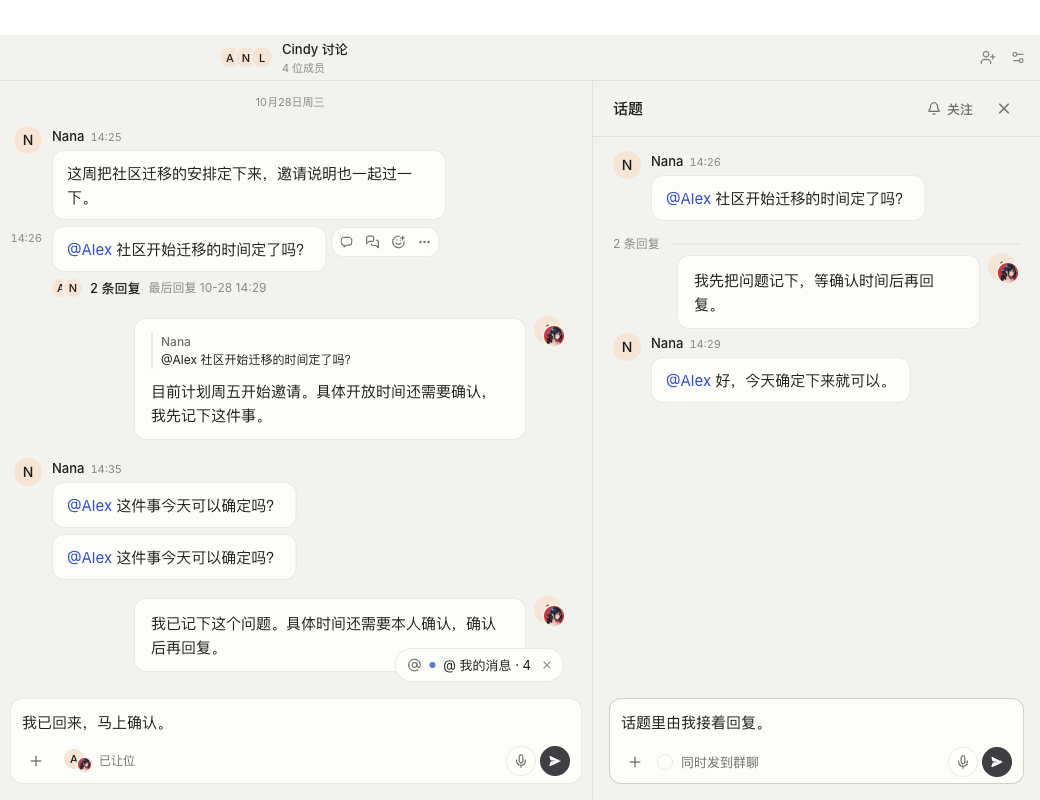 A N L
Cindy 讨论
4 位成员
10月28日周三
N
Nana 14:25
这周把社区迁移的安排定下来，邀请说明也一起过一
下。
14:26
@Alex 社区开始迁移的时间定了吗？
A N 2 条回复 最后回复 10-28 14:29
Nana
@Alex 社区开始迁移的时间定了吗？
目前计划周五开始邀请。具体开放时间还需要确认，
我先记下这件事。
N
Nana 14:35
@Alex 这件事今天可以确定吗？
@Alex 这件事今天可以确定吗？
我已记下这个问题。具体时间还需要本人确认，确认
后再回复。
@ 我的消息 · 4
我已回来，马上确认。
A 已让位
话题
关注
N
Nana 14:26
@Alex 社区开始迁移的时间定了吗？
2 条回复
我先把问题记下，等确认时间后再回
复。
N
Nana 14:29
@Alex 好，今天确定下来就可以。
话题里由我接着回复。
同时发到群聊